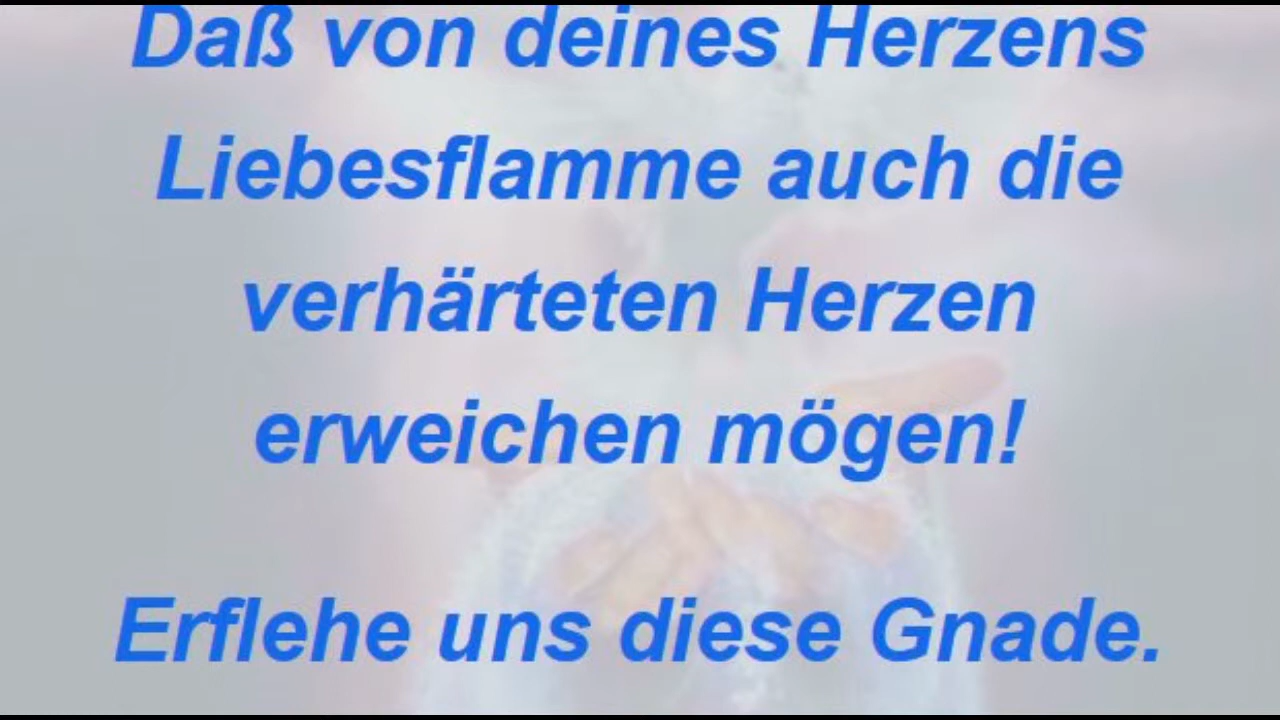 Daß von deines Herzens
Liebesflamme auch die
verhärteten Herzen
erweichen mögen!
Erflehe uns diese Gnade.